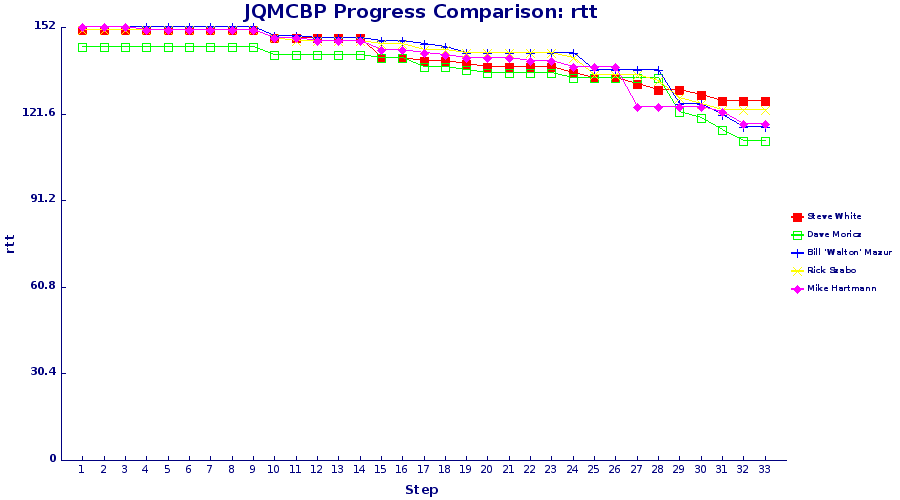 JQMCBP Progress Comparison: rtt
152
121.6
91.2
60.8
30.4
0
rtt
1 2 3 4 5 6 7 8 9 10 11 12 13 14 15 16 17 18 19 20 21 22 23 24 25 26 27 28 29 30 31 32 33
Step
Steve White
Dave Moricz
Bill 'Walton' Mazur
Rick Szabo
Mike Hartmann